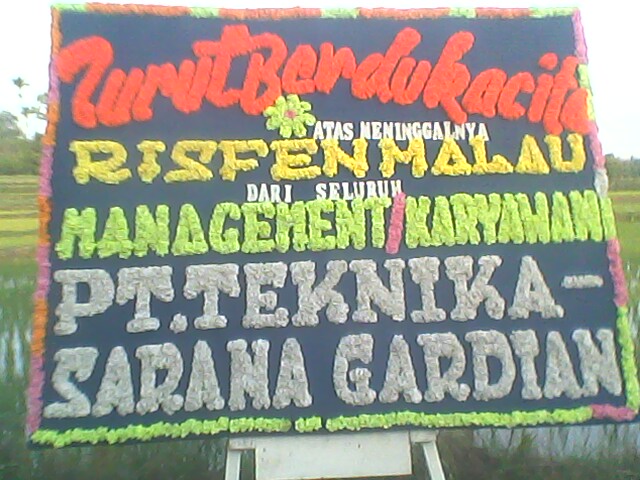 Turut Berdukacita
ATAS MENINGGALNYA
RISFEN MALAU
DARI SELURUH
MANAGEMENT/KARYAWAN
PT.TEKNIKA-
SARANA GARDIAN